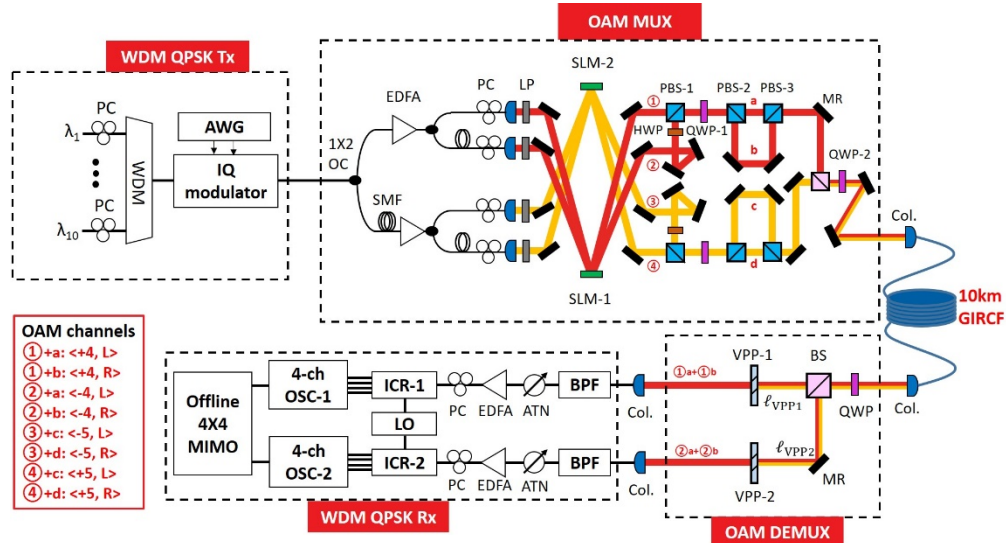 OAM MUX
WDM QPSK Tx
PC
λ1
WDM
AWG
IQ
modulator
PC
λ10
1X2
OC
EDFA
SMF
PC
LP
SLM-2
SLM-1
PBS-1
PBS-2
PBS-3
MR
HWP
QWP-1
QWP-2
①
②
③
④
a
b
c
d
Col.
10km
GIRCF
OAM channels
①+a: <+4, L>
①+b: <+4, R>
②+a: <-4, L>
②+b: <-4, R>
③+c: <-5, L>
③+d: <-5, R>
④+c: <+5, L>
④+d: <+5, R>
Offline
4X4
MIMO
4-ch
OSC-1
ICR-1
LO
4-ch
OSC-2
ICR-2
PC
EDFA
ATN
BPF
PC
EDFA
ATN
BPF
Col.
Col.
①a+①b
②a+②b
VPP-1
ℓVPP1
ℓVPP2
VPP-2
BS
QWP
MR
Col.
WDM QPSK Rx
OAM DEMUX